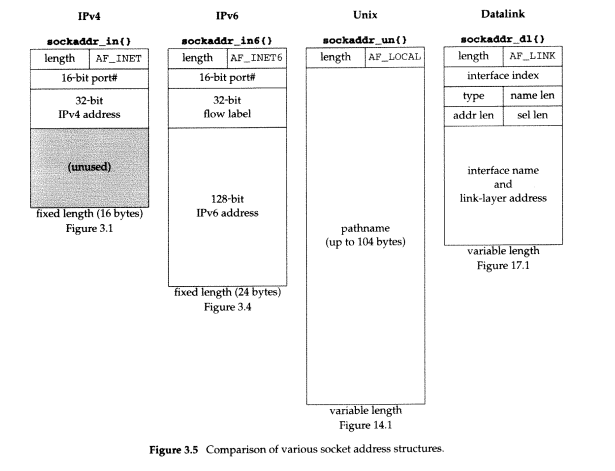 IPv4
sockaddr_in{}
length AF_INET
16-bit port#
32-bit
IPv4 address
(unused)
fixed length (16 bytes)
Figure 3.1
IPv6
sockaddr_in6{}
length AF_INET6
16-bit port#
32-bit
flow label
128-bit
IPv6 address
fixed length (24 bytes)
Figure 3.4
Unix
sockaddr_un{}
length AF_LOCAL
pathname
(up to 104 bytes)
variable length
Figure 14.1
Datalink
sockaddr_dl{}
length AF_LINK
interface index
type name len
addr len sel len
interface name
and
link-layer address
variable length
Figure 17.1
Figure 3.5 Comparison of various socket address structures.